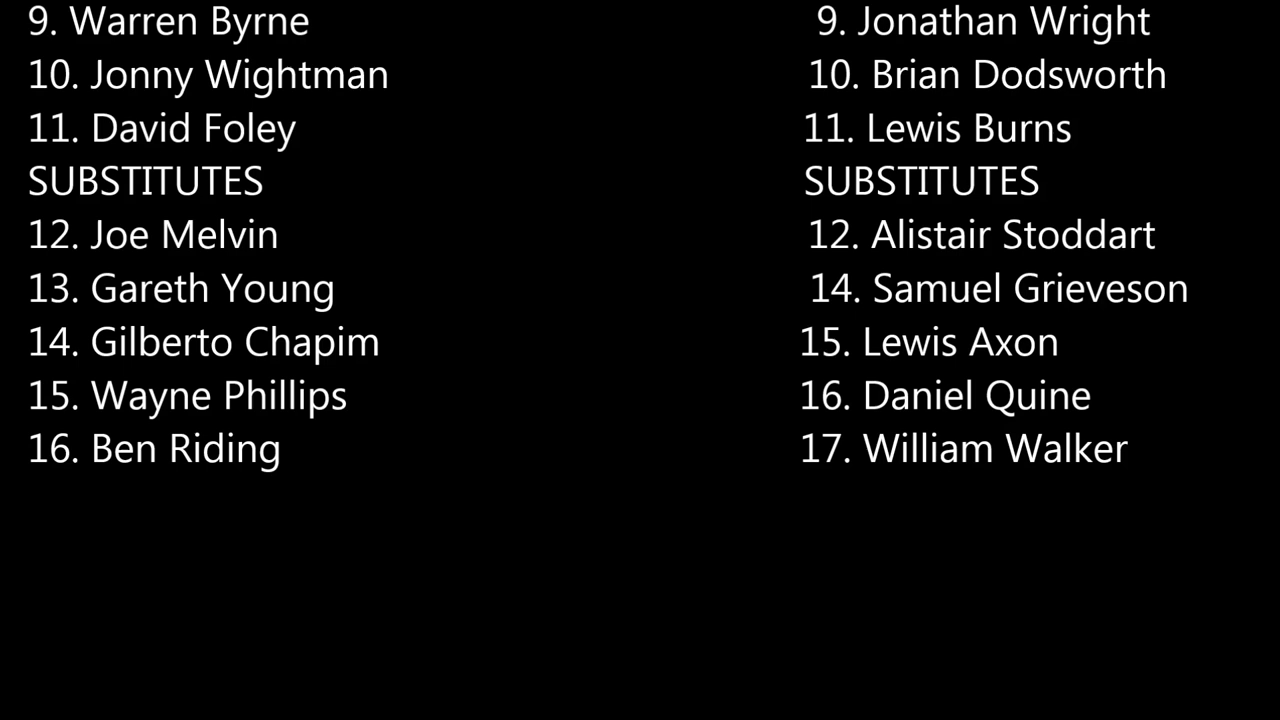 9. Warren Byrne
10. Jonny Wightman
11. David Foley
SUBSTITUTES
12. Joe Melvin
13. Gareth Young
14. Gilberto Chapim
15. Wayne Phillips
16. Ben Riding
9. Jonathan Wright
10. Brian Dodsworth
11. Lewis Burns
SUBSTITUTES
12. Alistair Stoddart
14. Samuel Grieveson
15. Lewis Axon
16. Daniel Quine
17. William Walker